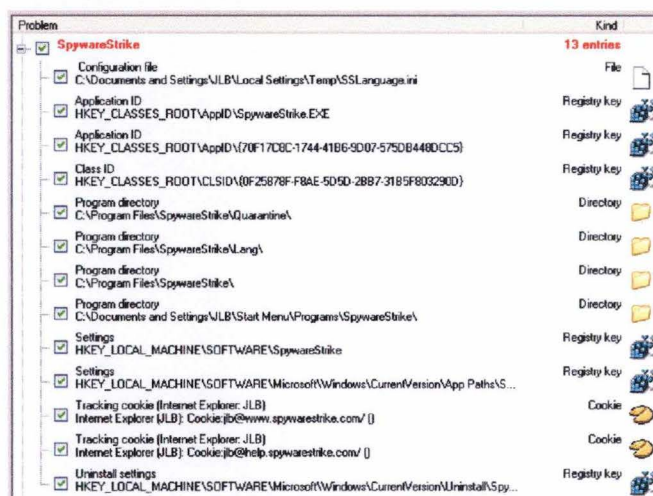 Problem Kind
SpywareStrike 13 entries
Configuration file File
C:\Documents and Settings\JLB\Local Settings\Temp\SSLanguage.ini
Application ID Registry key
HKEY_CLASSES_ROOT\AppID\SpywareStrike.EXE
Application ID Registry key
HKEY_CLASSES_ROOT\AppID\{70F17C8C-1744-41B6-9D07-575DB448DCC5}
Class ID Registry key
HKEY_CLASSES_ROOT\CLSID\{0F25878F-F8AE-5D5D-2BB7-31B5F803290D}
Program directory Directory
C:\Program Files\SpywareStrike\Quarantine\
Program directory Directory
C:\Program Files\SpywareStrike\Lang\
Program directory Directory
C:\Program Files\SpywareStrike\
Program directory Directory
C:\Documents and Settings\JLB\Start Menu\Programs\SpywareStrike\
Settings Registry key
HKEY_LOCAL_MACHINE\SOFTWARE\SpywareStrike
Settings Registry key
HKEY_LOCAL_MACHINE\SOFTWARE\Microsoft\Windows\CurrentVersion\App Paths\S...
Tracking cookie (Internet Explorer: JLB) Cookie
Internet Explorer (JLB): Cookie:jlb@www.spywarestrike.com/ ()
Tracking cookie (Internet Explorer: JLB) Cookie
Internet Explorer (JLB): Cookie:jlb@help.spywarestrike.com/ ()
Uninstall settings Registry key
HKEY_LOCAL_MACHINE\SOFTWARE\Microsoft\Windows\CurrentVersion\Uninstall\Spy...